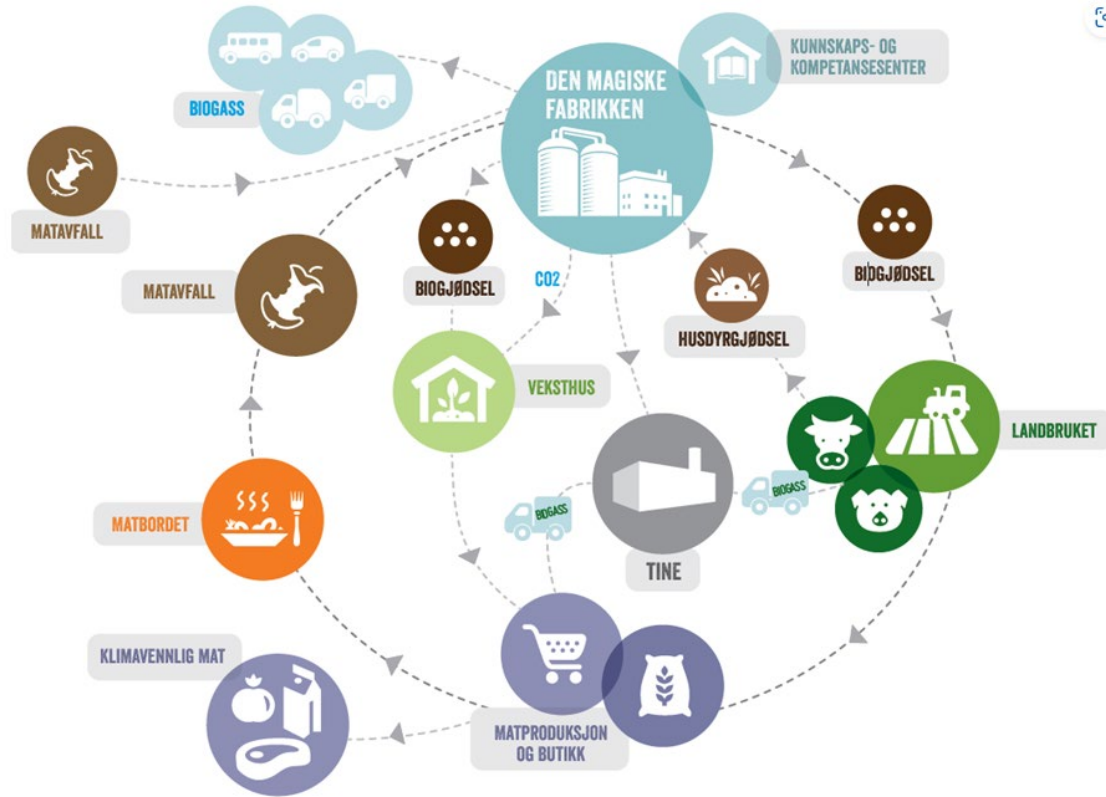 DEN MAGISKE
FABRIKKEN
KUNNSKAPS- OG
KOMPETANSESENTER
BIOGASS
MATAVFALL
MATAVFALL
BIOGJØDSEL
CO2
HUSDYRGJØDSEL
BIOGJØDSEL
VEKSTHUS
LANDBRUKET
MATBORDET
BIOGASS
BIOGASS
TINE
KLIMAVENNLIG MAT
MATPRODUKSJON
OG BUTIKK